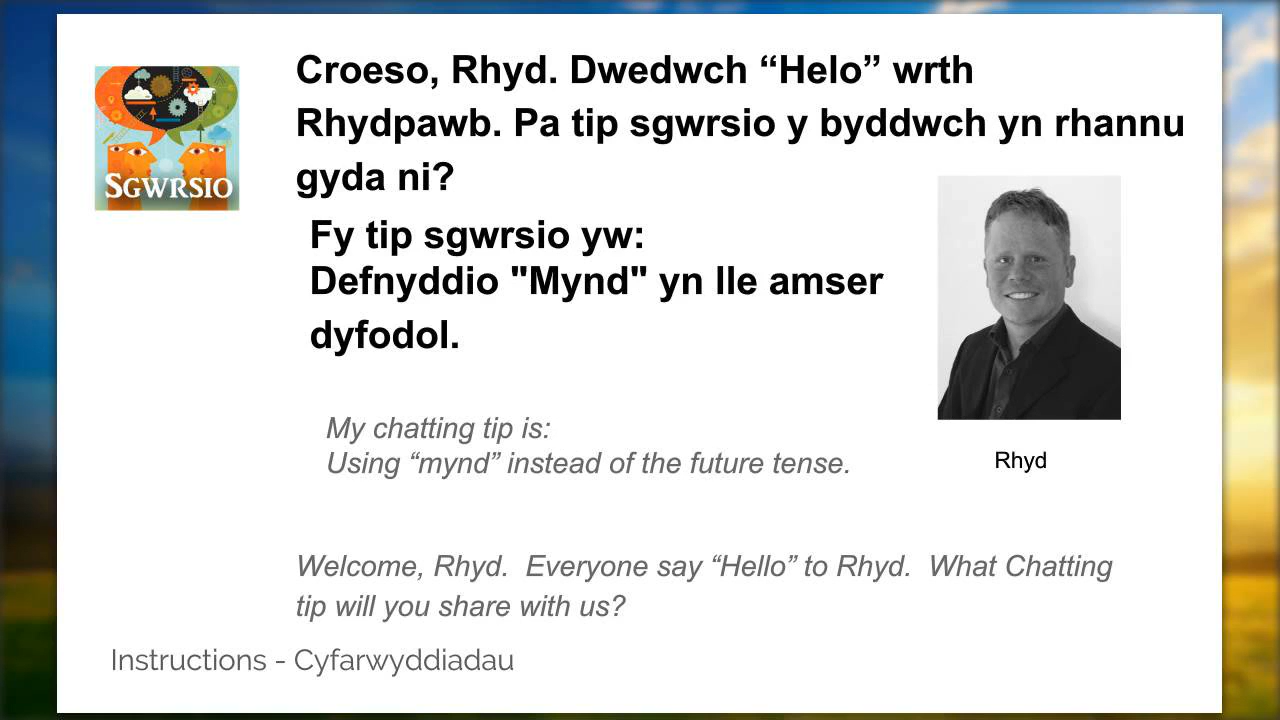 Croeso, Rhyd. Dwedwch “Helo” wrth
Rhydpawb. Pa tip sgwrsio y byddwch yn rhannu
gyda ni?
SGWRSIO
Fy tip sgwrsio yw:
Defnyddio "Mynd" yn lle amser
dyfodol.
My chatting tip is:
Using “mynd” instead of the future tense.
Rhyd
Welcome, Rhyd.  Everyone say “Hello” to Rhyd.  What Chatting
tip will you share with us?
Instructions - Cyfarwyddiadau